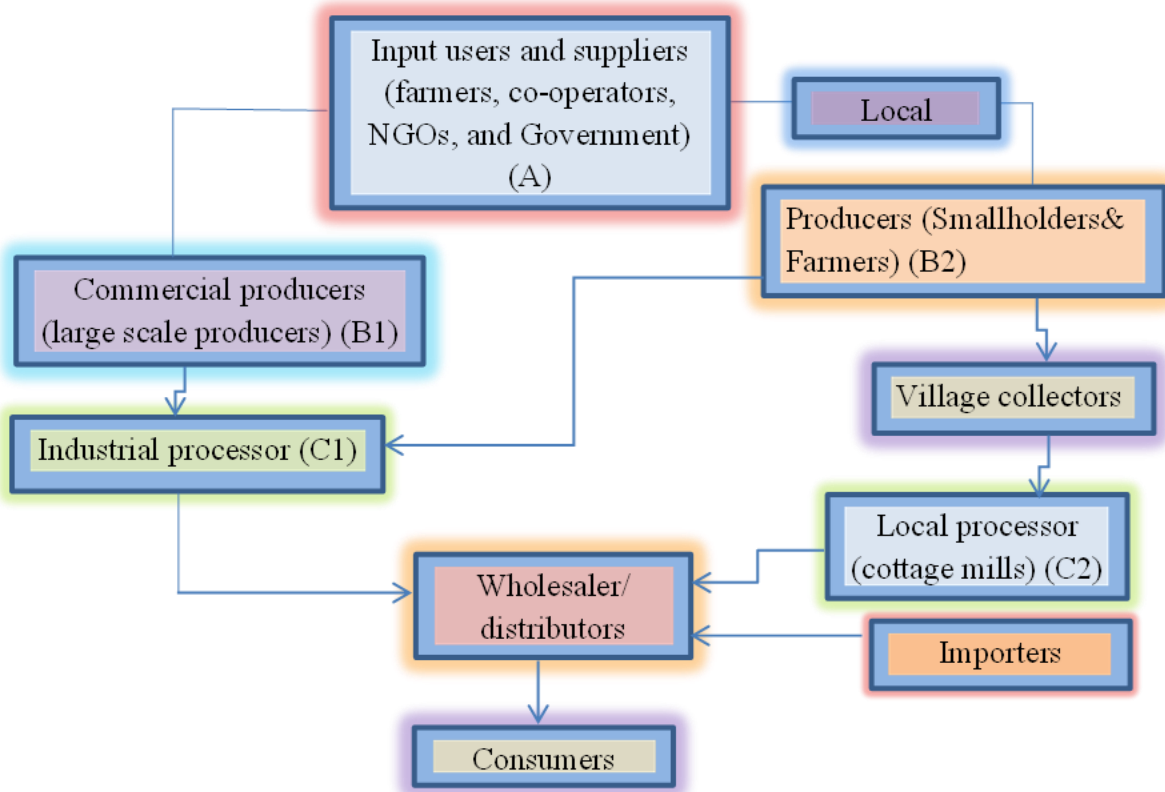 Input users and suppliers
(farmers, co-operators,
NGOs, and Government)
(A)
Local
Producers (Smallholders&
Farmers) (B2)
Commercial producers
(large scale producers) (B1)
Village collectors
Industrial processor (C1)
Local processor
(cottage mills) (C2)
Wholesaler/
distributors
Importers
Consumers